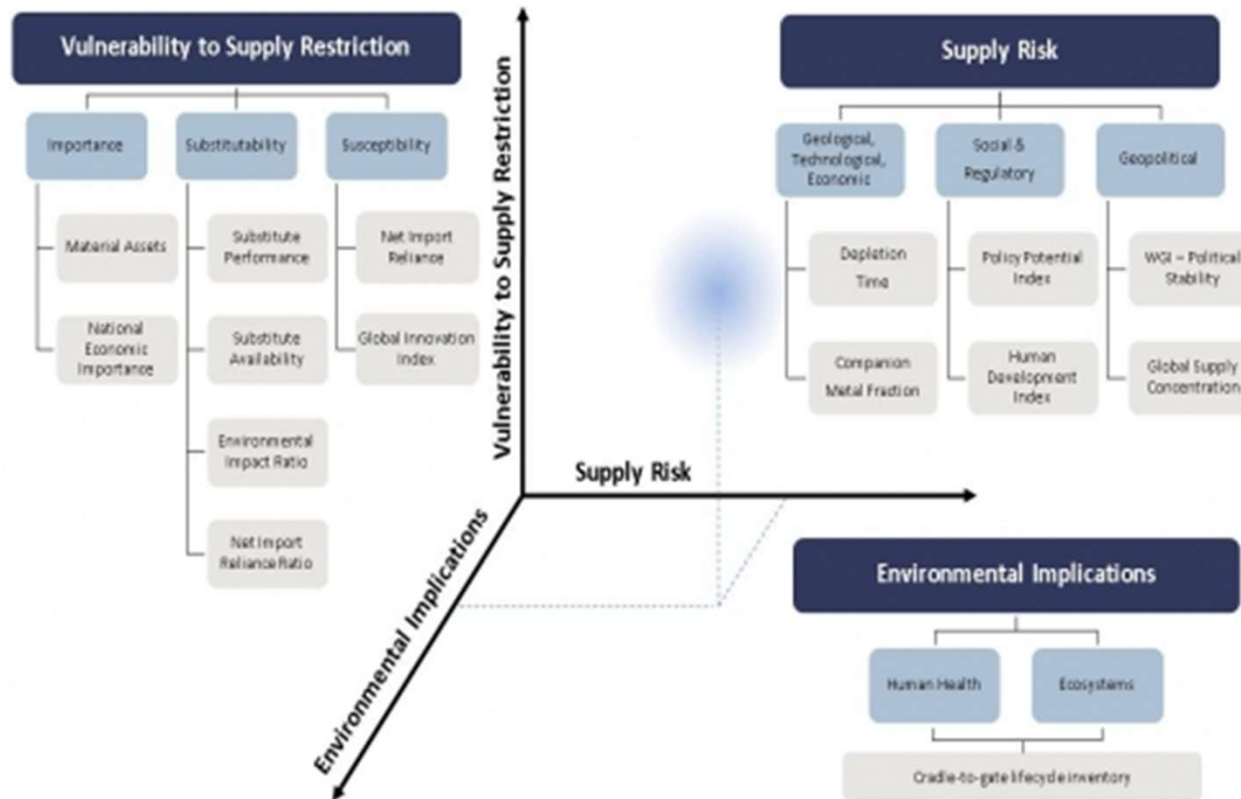 Vulnerability to Supply Restriction
Importance
Substitutability
Susceptibility
Material Assets
Substitute
Performance
Net Import
Reliance
National
Economic
Importance
Substitute
Availability
Global Innovation
Index
Environmental
Impact Ratio
Net Import
Reliance Ratio
Vulnerability to Supply Restriction
Supply Risk
Environmental Implications
Supply Risk
Geological,
Technological,
Economic
Social &
Regulatory
Geopolitical
Depletion
Time
Policy Potential
Index
WGI – Political
Stability
Companion
Metal Fraction
Human
Development
Index
Global Supply
Concentration
Environmental Implications
Human Health
Ecosystems
Cradle-to-gate lifecycle inventory